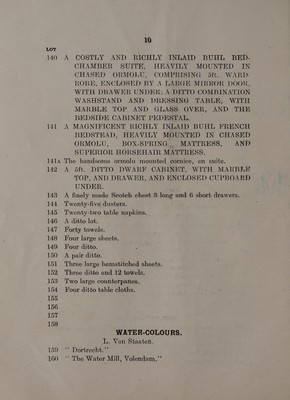 10
LOT
140 A COSTLY AND RICHLY INLAID BUHL BED-
CHAMBER SUITE, HEAVILY MOUNTED IN
CHASED ORMOLU, COMPRISING 5ft. WARD-
ROBE, ENCLOSED BY A LARGE MIRROR DOOR,
WITH DRAWER UNDER; A DITTO COMBINATION
WASHSTAND AND DRESSING TABLE, WITH
MARBLE TOP AND GLASS OVER, AND THE
BEDSIDE CABINET PEDESTAL.
141 A MAGNIFICENT RICHLY INLAID BUHL FRENCH
BEDSTEAD, HEAVILY MOUNTED IN CHASED
ORMOLU, BOX-SPRING MATTRESS, AND
SUPERIOR HORSEHAIR MATTRESS.
141a The handsome ormolu mounted cornice, en suite.
142 A 5ft. DITTO DWARF CABINET, WITH MARBLE
TOP, AND DRAWER, AND ENCLOSED CUPBOARD
UNDER.
143 A finely made Scotch chest 3 long and 6 short drawers.
144 Twenty-five dusters.
145 Twenty-two table napkins.
146 A ditto lot.
147 Forty towels.
148 Four large sheets.
149 Four ditto.
150 A pair ditto.
151 Three large hemstitched sheets.
152 Three ditto and 12 towels.
153 Two large counterpanes.
154 Four ditto table cloths.
155
156
157
158
WATER-COLOURS.
L. Van Staaten.
159 "Dortrecht."
160 "The Water Mill, Volendam."